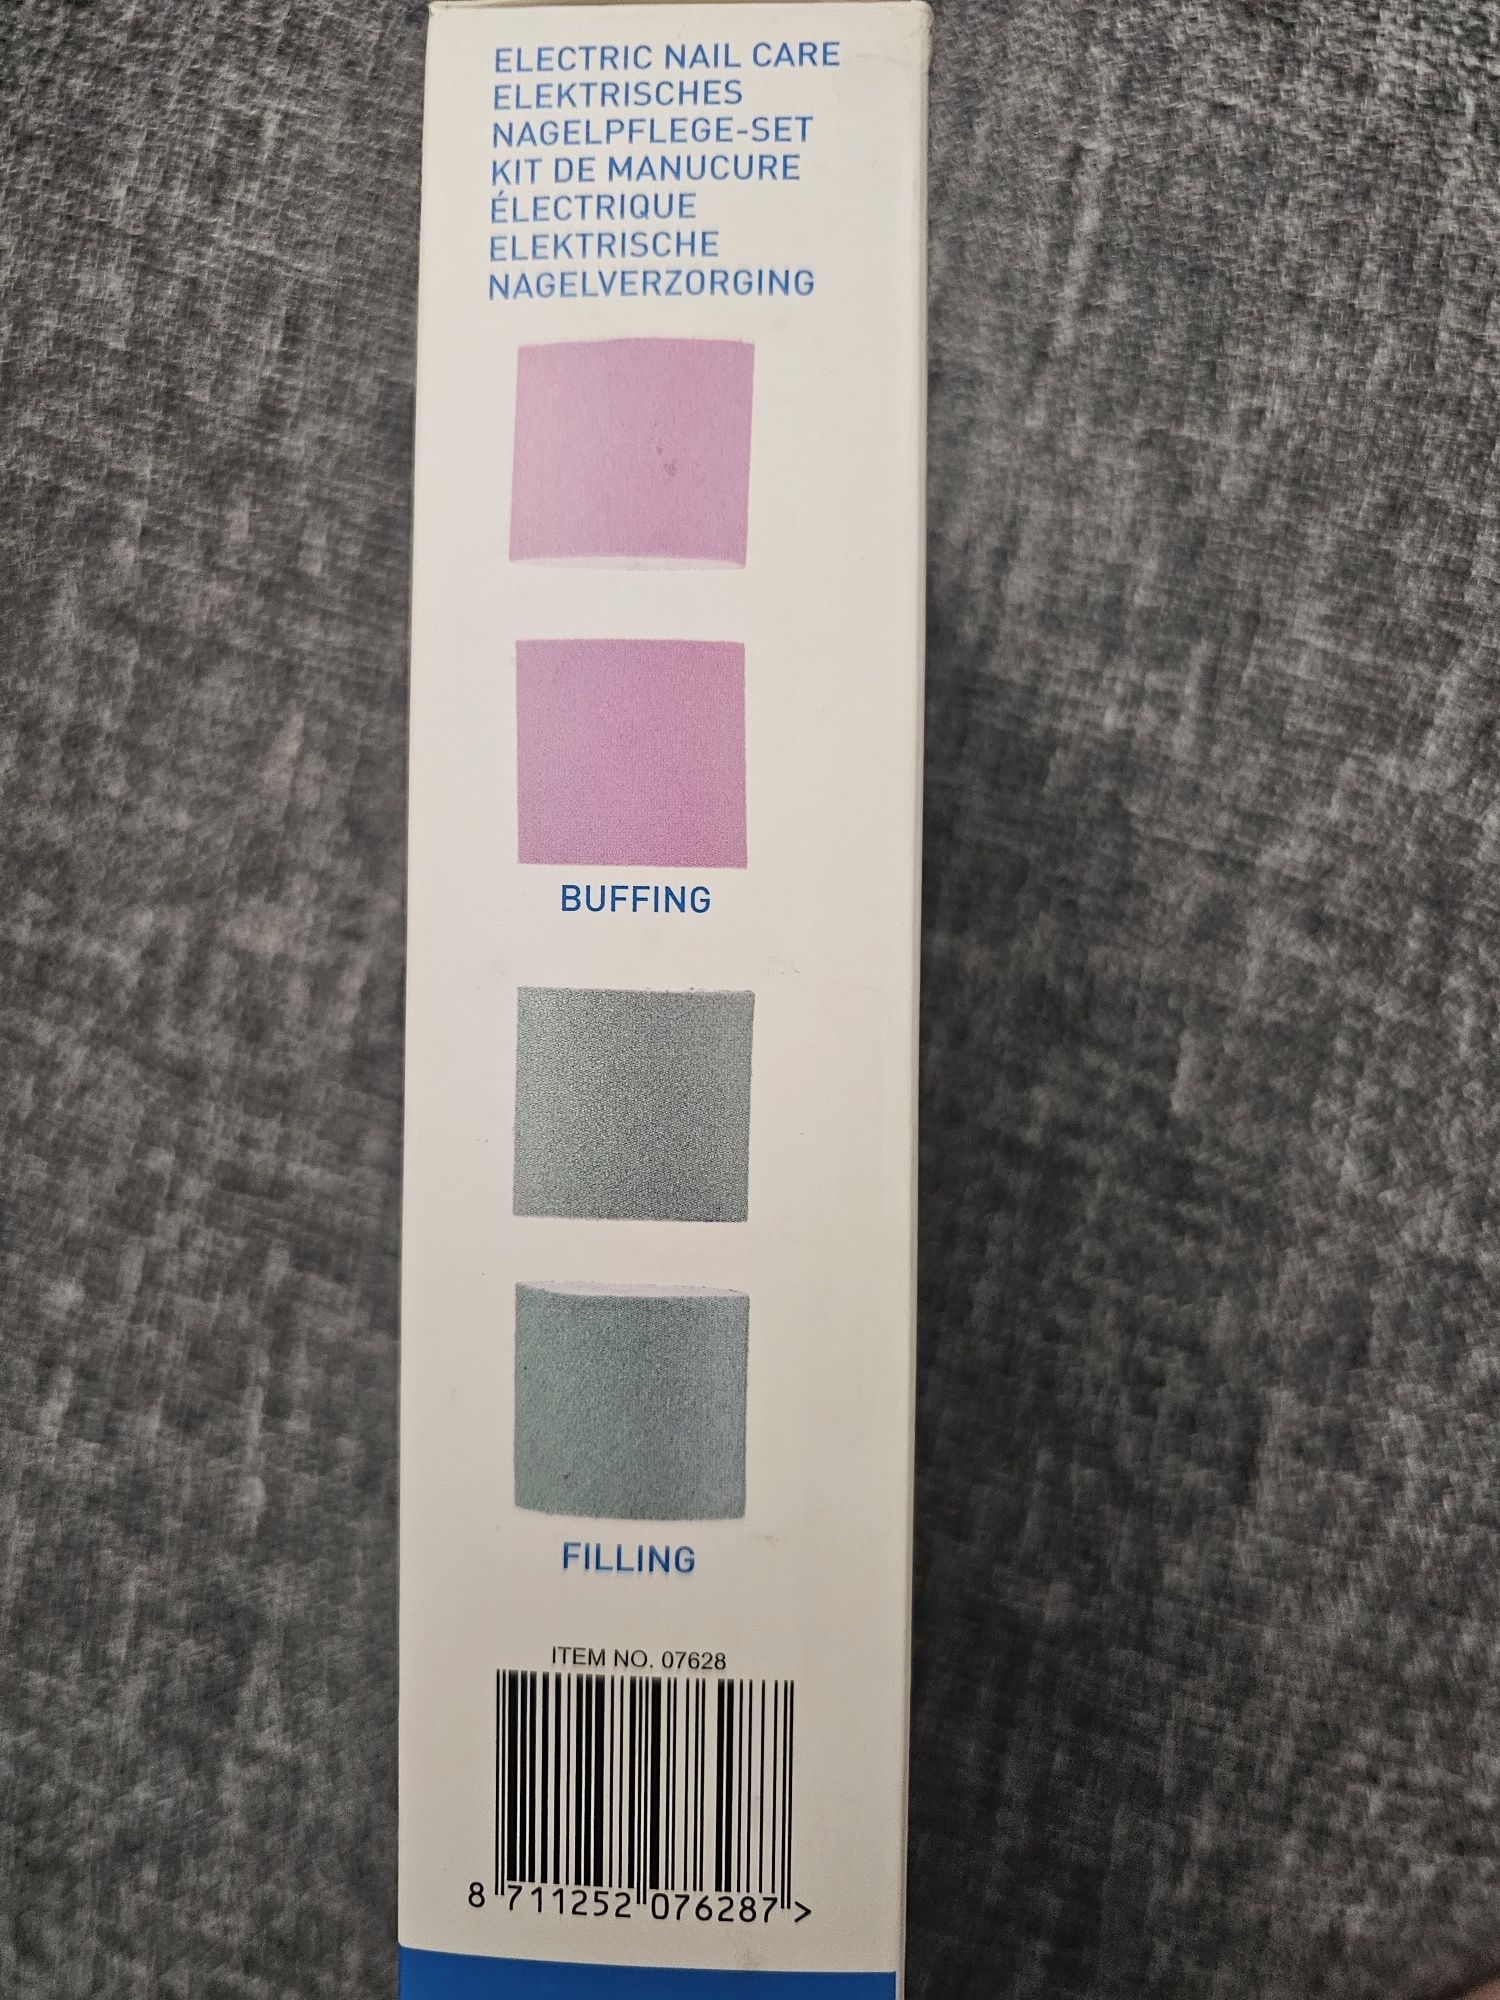 ELECTRIC NAIL CARE
ELEKTRISCHES
NAGELPFLEGE-SET
KIT DE MANUCURE
ÉLECTRIQUE
ELEKTRISCHE
NAGELVERZORGING
BUFFING
FILLING
ITEM NO. 07628
8 711252 076287 >